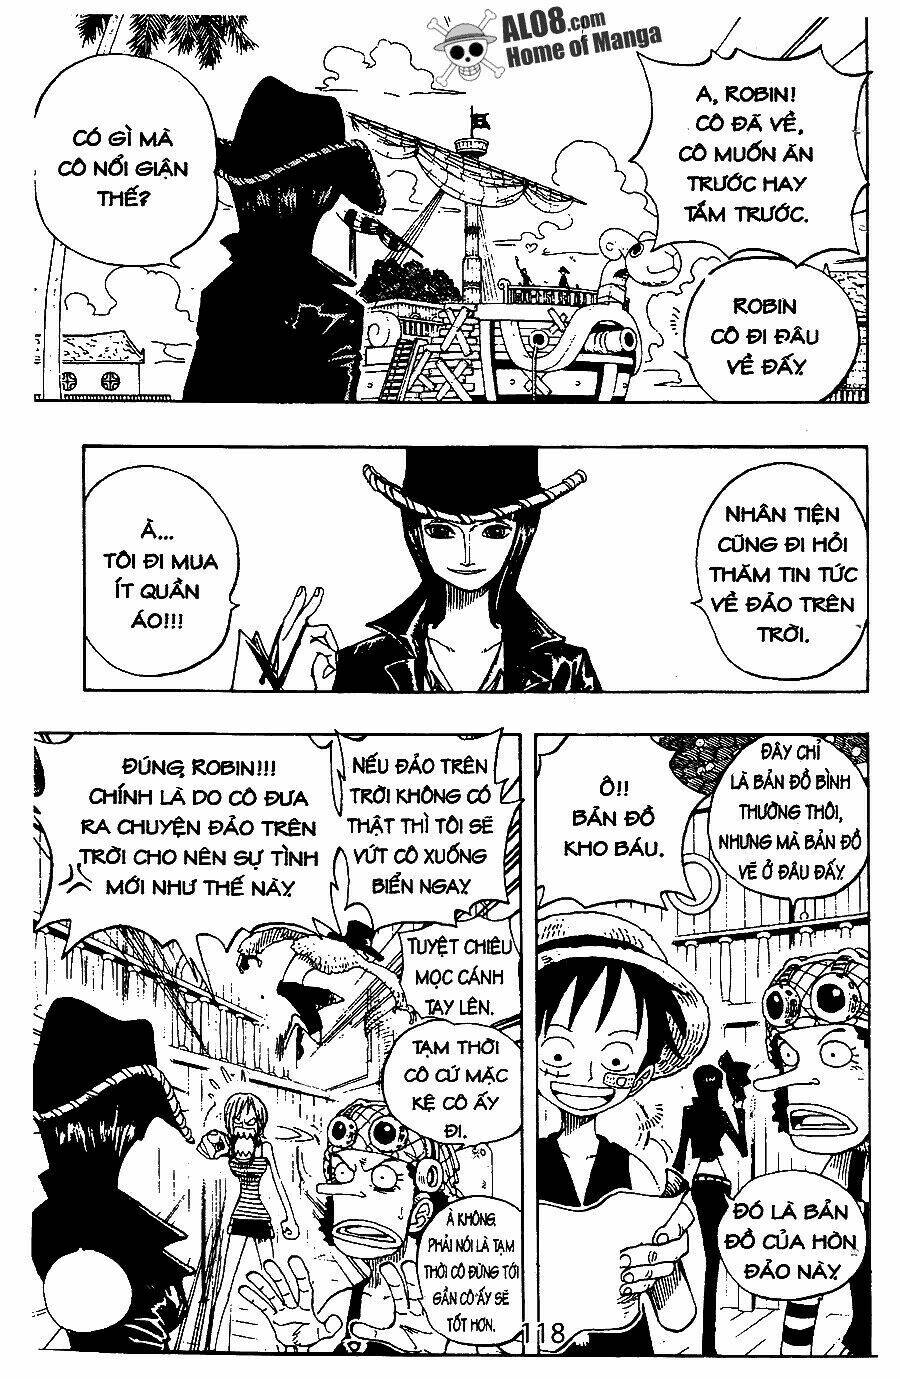 AL08.com
Home of Manga
A, ROBIN!
CÔ ĐÃ VỀ,
CÔ MUỐN ĂN
TRƯỚC HAY
TẮM TRƯỚC.
CÓ GÌ MÀ
CÔ NỔI GIẬN
THẾ?
ROBIN
CÔ ĐI ĐÂU
VỀ ĐẤY.
NHÂN TIỆN
CŨNG ĐI HỎI
THĂM TIN TỨC
VỀ ĐẢO TRÊN
TRỜI.
À...
TÔI ĐI MUA
ÍT QUẦN
ÁO!!!
NẾU ĐẢO TRÊN
TRỜI KHÔNG CÓ
THẬT THÌ TÔI SẼ
VỨT CÔ XUỐNG
BIỂN NGAY.
ĐÚNG, ROBIN!!!
CHÍNH LÀ DO CÔ ĐƯA
RA CHUYỆN ĐẢO TRÊN
TRỜI CHO NÊN SỰ TÌNH
MỚI NHƯ THẾ NÀY.
TUYỆT CHIÊU
MỌC CÁNH
TAY LÊN.
TẠM THỜI
CÔ CỨ MẶC
KỆ CÔ ẤY
ĐI.
À KHÔNG
PHẢI NÓI LÀ TẠM
THỜI CÔ ĐỪNG TỚI
GẦN CÔ ẤY SẼ
TỐT HƠN.
ĐÂY CHỈ
LÀ BẢN ĐỒ BÌNH
THƯỜNG THÔI,
NHƯNG MÀ BẢN ĐỒ
VẼ Ở ĐÂU ĐẤY.
Ô!!
BẢN ĐỒ
KHO BÁU.
ĐÓ LÀ BẢN
ĐỒ CỦA HÒN
ĐẢO NÀY.
118